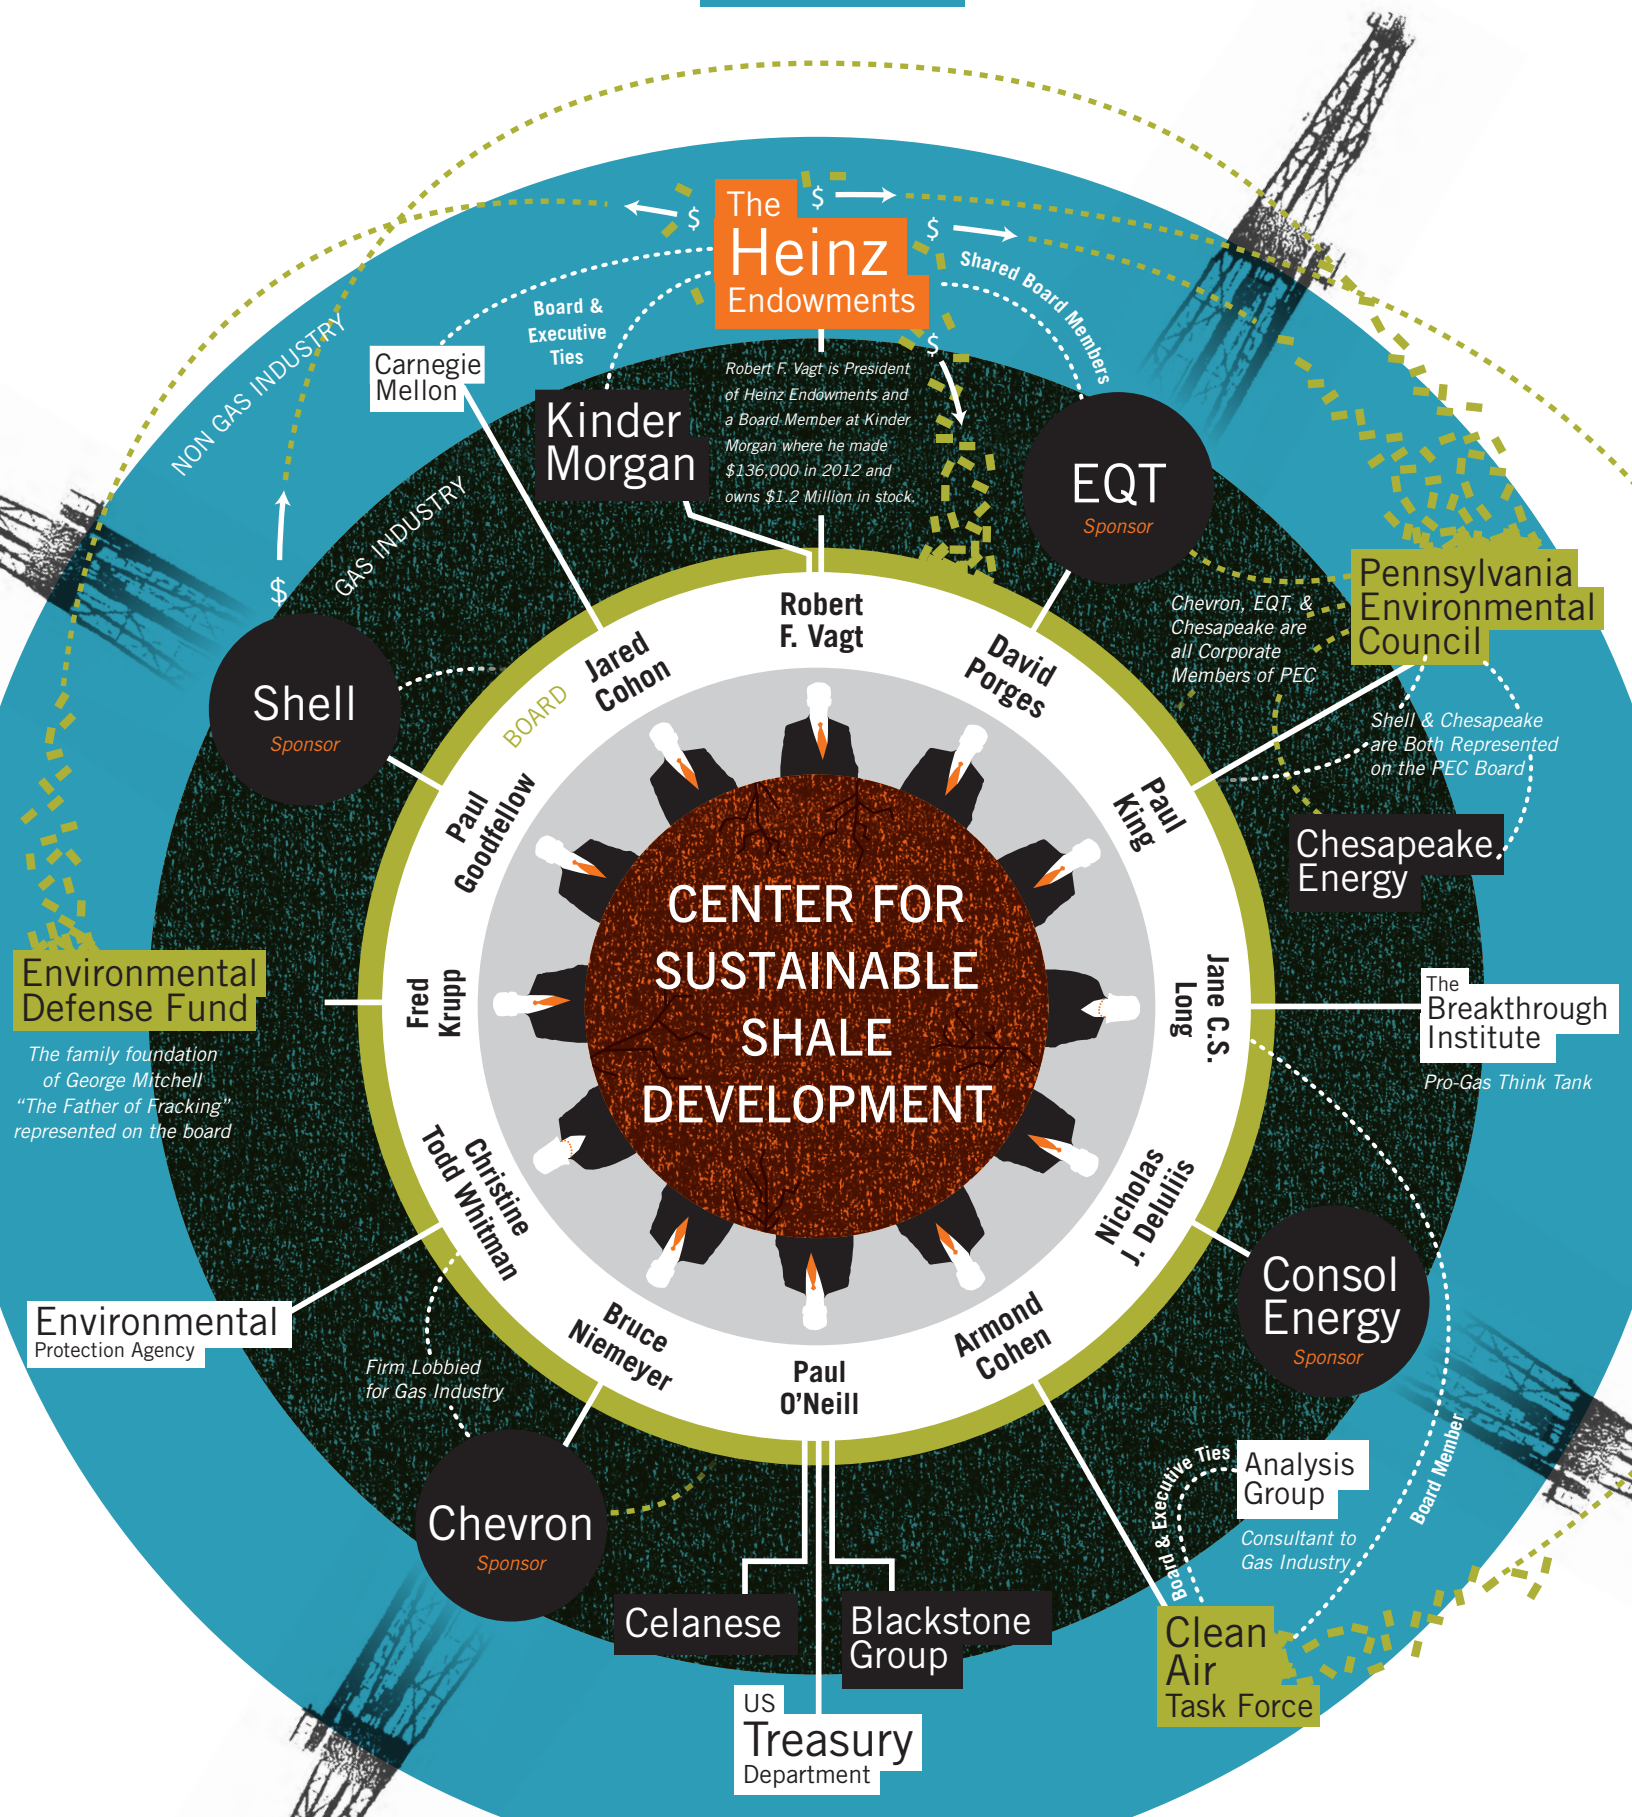 The
Heinz
Endowments
$
$
$
$
$
Shared Board Members
Board &
Executive
Ties
Carnegie
Mellon
Kinder
Morgan
Robert F. Vagt is President
of Heinz Endowments and
a Board Member at Kinder
Morgan where he made
$136,000 in 2012 and
owns $1.2 Million in stock.
EQT
Sponsor
NON GAS INDUSTRY
GAS INDUSTRY
BOARD
Pennsylvania
Environmental
Council
Chevron, EQT, &
Chesapeake are
all Corporate
Members of PEC
Shell & Chesapeake
are Both Represented
on the PEC Board
Chesapeake
Energy
Shell
Sponsor
Robert
F. Vagt
David
Porges
Paul
King
Jane C.S.
Long
Nicholas
J. Deluliis
Armond
Cohen
Paul
O'Neill
Bruce
Niemeyer
Christine
Todd Whitman
Fred
Krupp
Paul
Goodfellow
Jared
Cohon
CENTER FOR
SUSTAINABLE
SHALE
DEVELOPMENT
Environmental
Defense Fund
The family foundation
of George Mitchell
“The Father of Fracking”
represented on the board
The
Breakthrough
Institute
Pro-Gas Think Tank
Environmental
Protection Agency
Firm Lobbied
for Gas Industry
Consol
Energy
Sponsor
Board Member
Board & Executive Ties
Analysis
Group
Consultant to
Gas Industry
Chevron
Sponsor
Celanese
Blackstone
Group
US
Treasury
Department
Clean
Air
Task Force